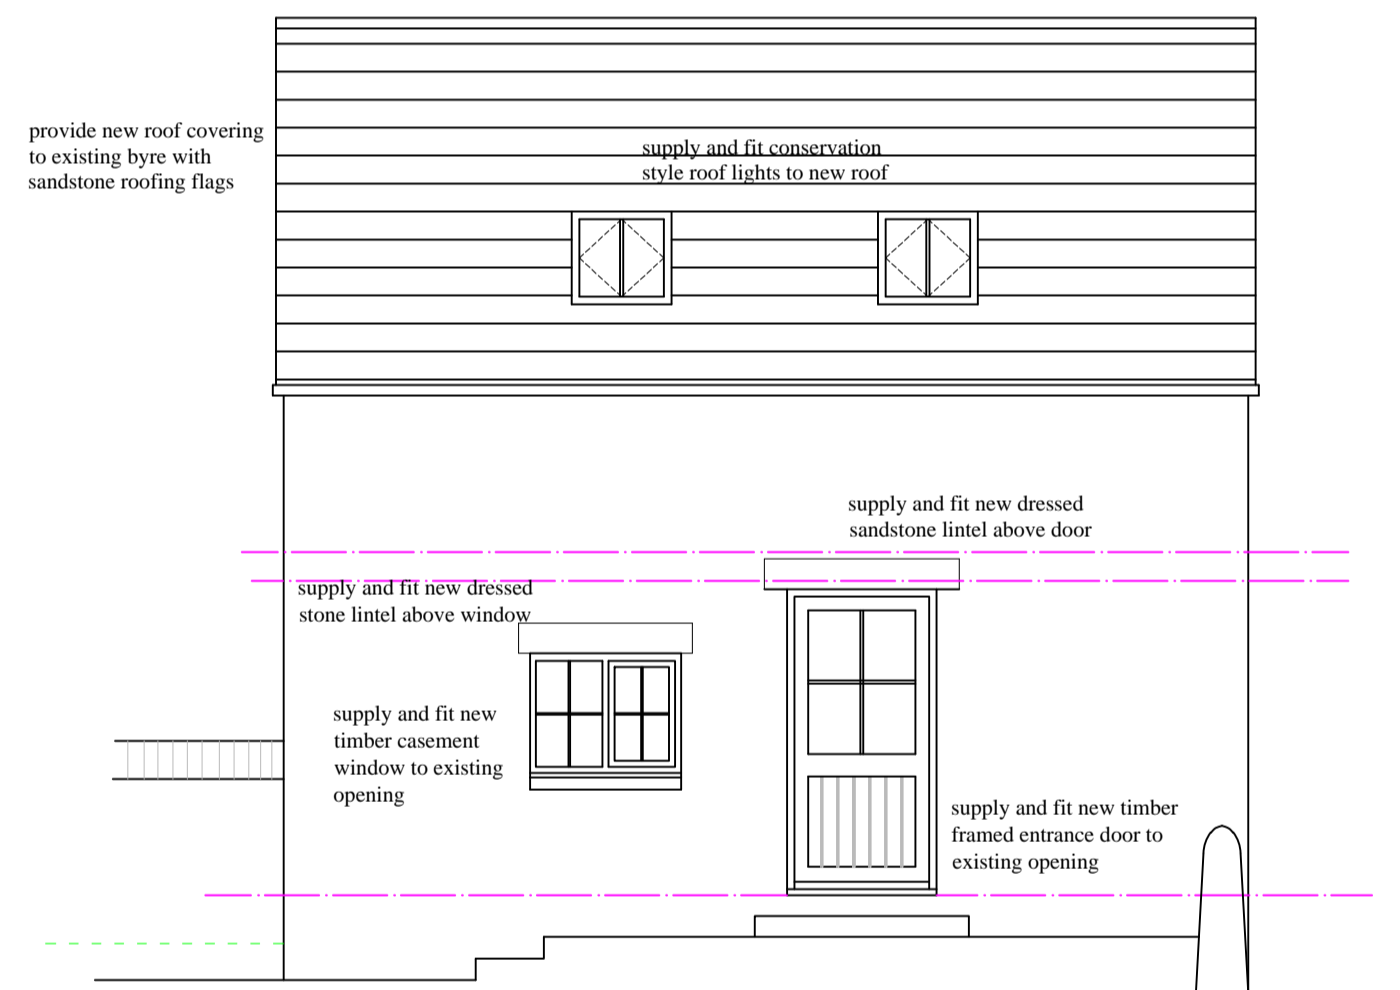 provide new roof covering
to existing byre with
sandstone roofing flags
supply and fit conservation
style roof lights to new roof
supply and fit new dressed
sandstone lintel above door
supply and fit new dressed
stone lintel above window
supply and fit new
timber casement
window to existing
opening
supply and fit new timber
framed entrance door to
existing opening